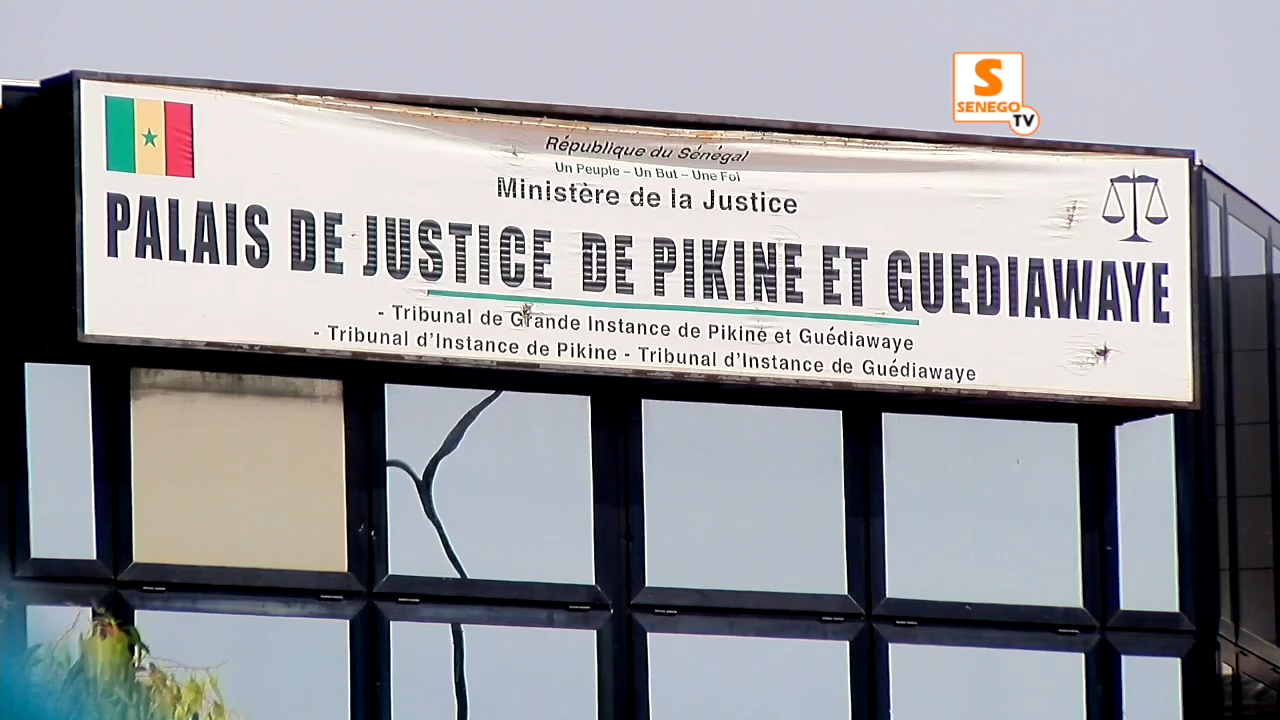 S
SENEGO
TV
République du Sénégal
Un Peuple – Un But – Une Foi
Ministère de la Justice
PALAIS DE JUSTICE DE PIKINE ET GUEDIAWAYE
- Tribunal de Grande Instance de Pikine et Guédiawaye
- Tribunal d'Instance de Pikine - Tribunal d'Instance de Guédiawaye